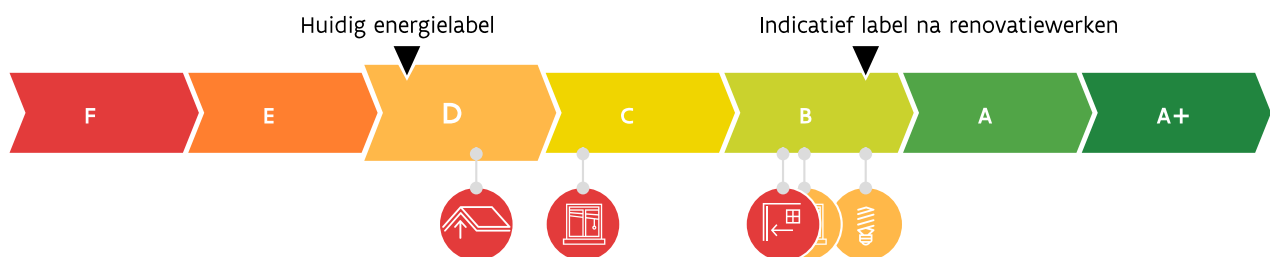 Huidig energielabel
Indicatief label na renovatiewerken
F
E
D
C
B
A
A+